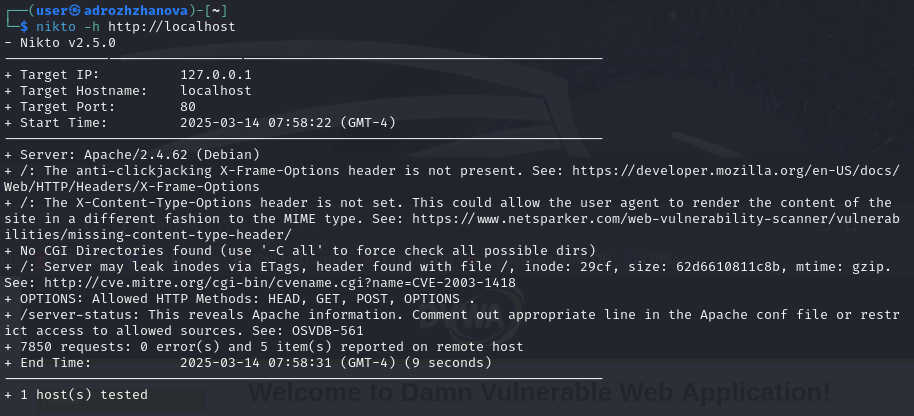 (user㉿adrozhzhanova)-[~]
$ nikto -h http://localhost
- Nikto v2.5.0
+ Target IP:          127.0.0.1
+ Target Hostname:    localhost
+ Target Port:        80
+ Start Time:         2025-03-14 07:58:22 (GMT-4)
+ Server: Apache/2.4.62 (Debian)
+ /: The anti-clickjacking X-Frame-Options header is not present. See: https://developer.mozilla.org/en-US/docs/
Web/HTTP/Headers/X-Frame-Options
+ /: The X-Content-Type-Options header is not set. This could allow the user agent to render the content of the
site in a different fashion to the MIME type. See: https://www.netsparker.com/web-vulnerability-scanner/vulnerab
ilities/missing-content-type-header/
+ No CGI Directories found (use '-C all' to force check all possible dirs)
+ /: Server may leak inodes via ETags, header found with file /, inode: 29cf, size: 62d6610811c8b, mtime: gzip.
See: http://cve.mitre.org/cgi-bin/cvename.cgi?name=CVE-2003-1418
+ OPTIONS: Allowed HTTP Methods: HEAD, GET, POST, OPTIONS .
+ /server-status: This reveals Apache information. Comment out appropriate line in the Apache conf file or restr
ict access to allowed sources. See: OSVDB-561
DVWA
+ 7850 requests: 0 error(s) and 5 item(s) reported on remote host
+ End Time:           2025-03-14 07:58:31 (GMT-4) (9 seconds)
+ 1 host(s) tested
Welcome to Damn Vulnerable Web Application!